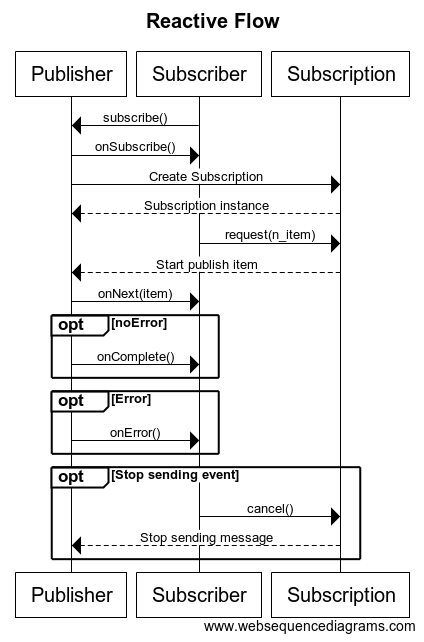 Reactive Flow
Publisher Subscriber Subscription
subscribe()
onSubscribe()
Create Subscription
Subscription instance
request(n_item)
Start publish item
onNext(item)
opt [noError]
onComplete()
opt [Error]
onError()
opt [Stop sending event]
cancel()
Stop sending message
Publisher Subscriber Subscription
www.websequencediagrams.com